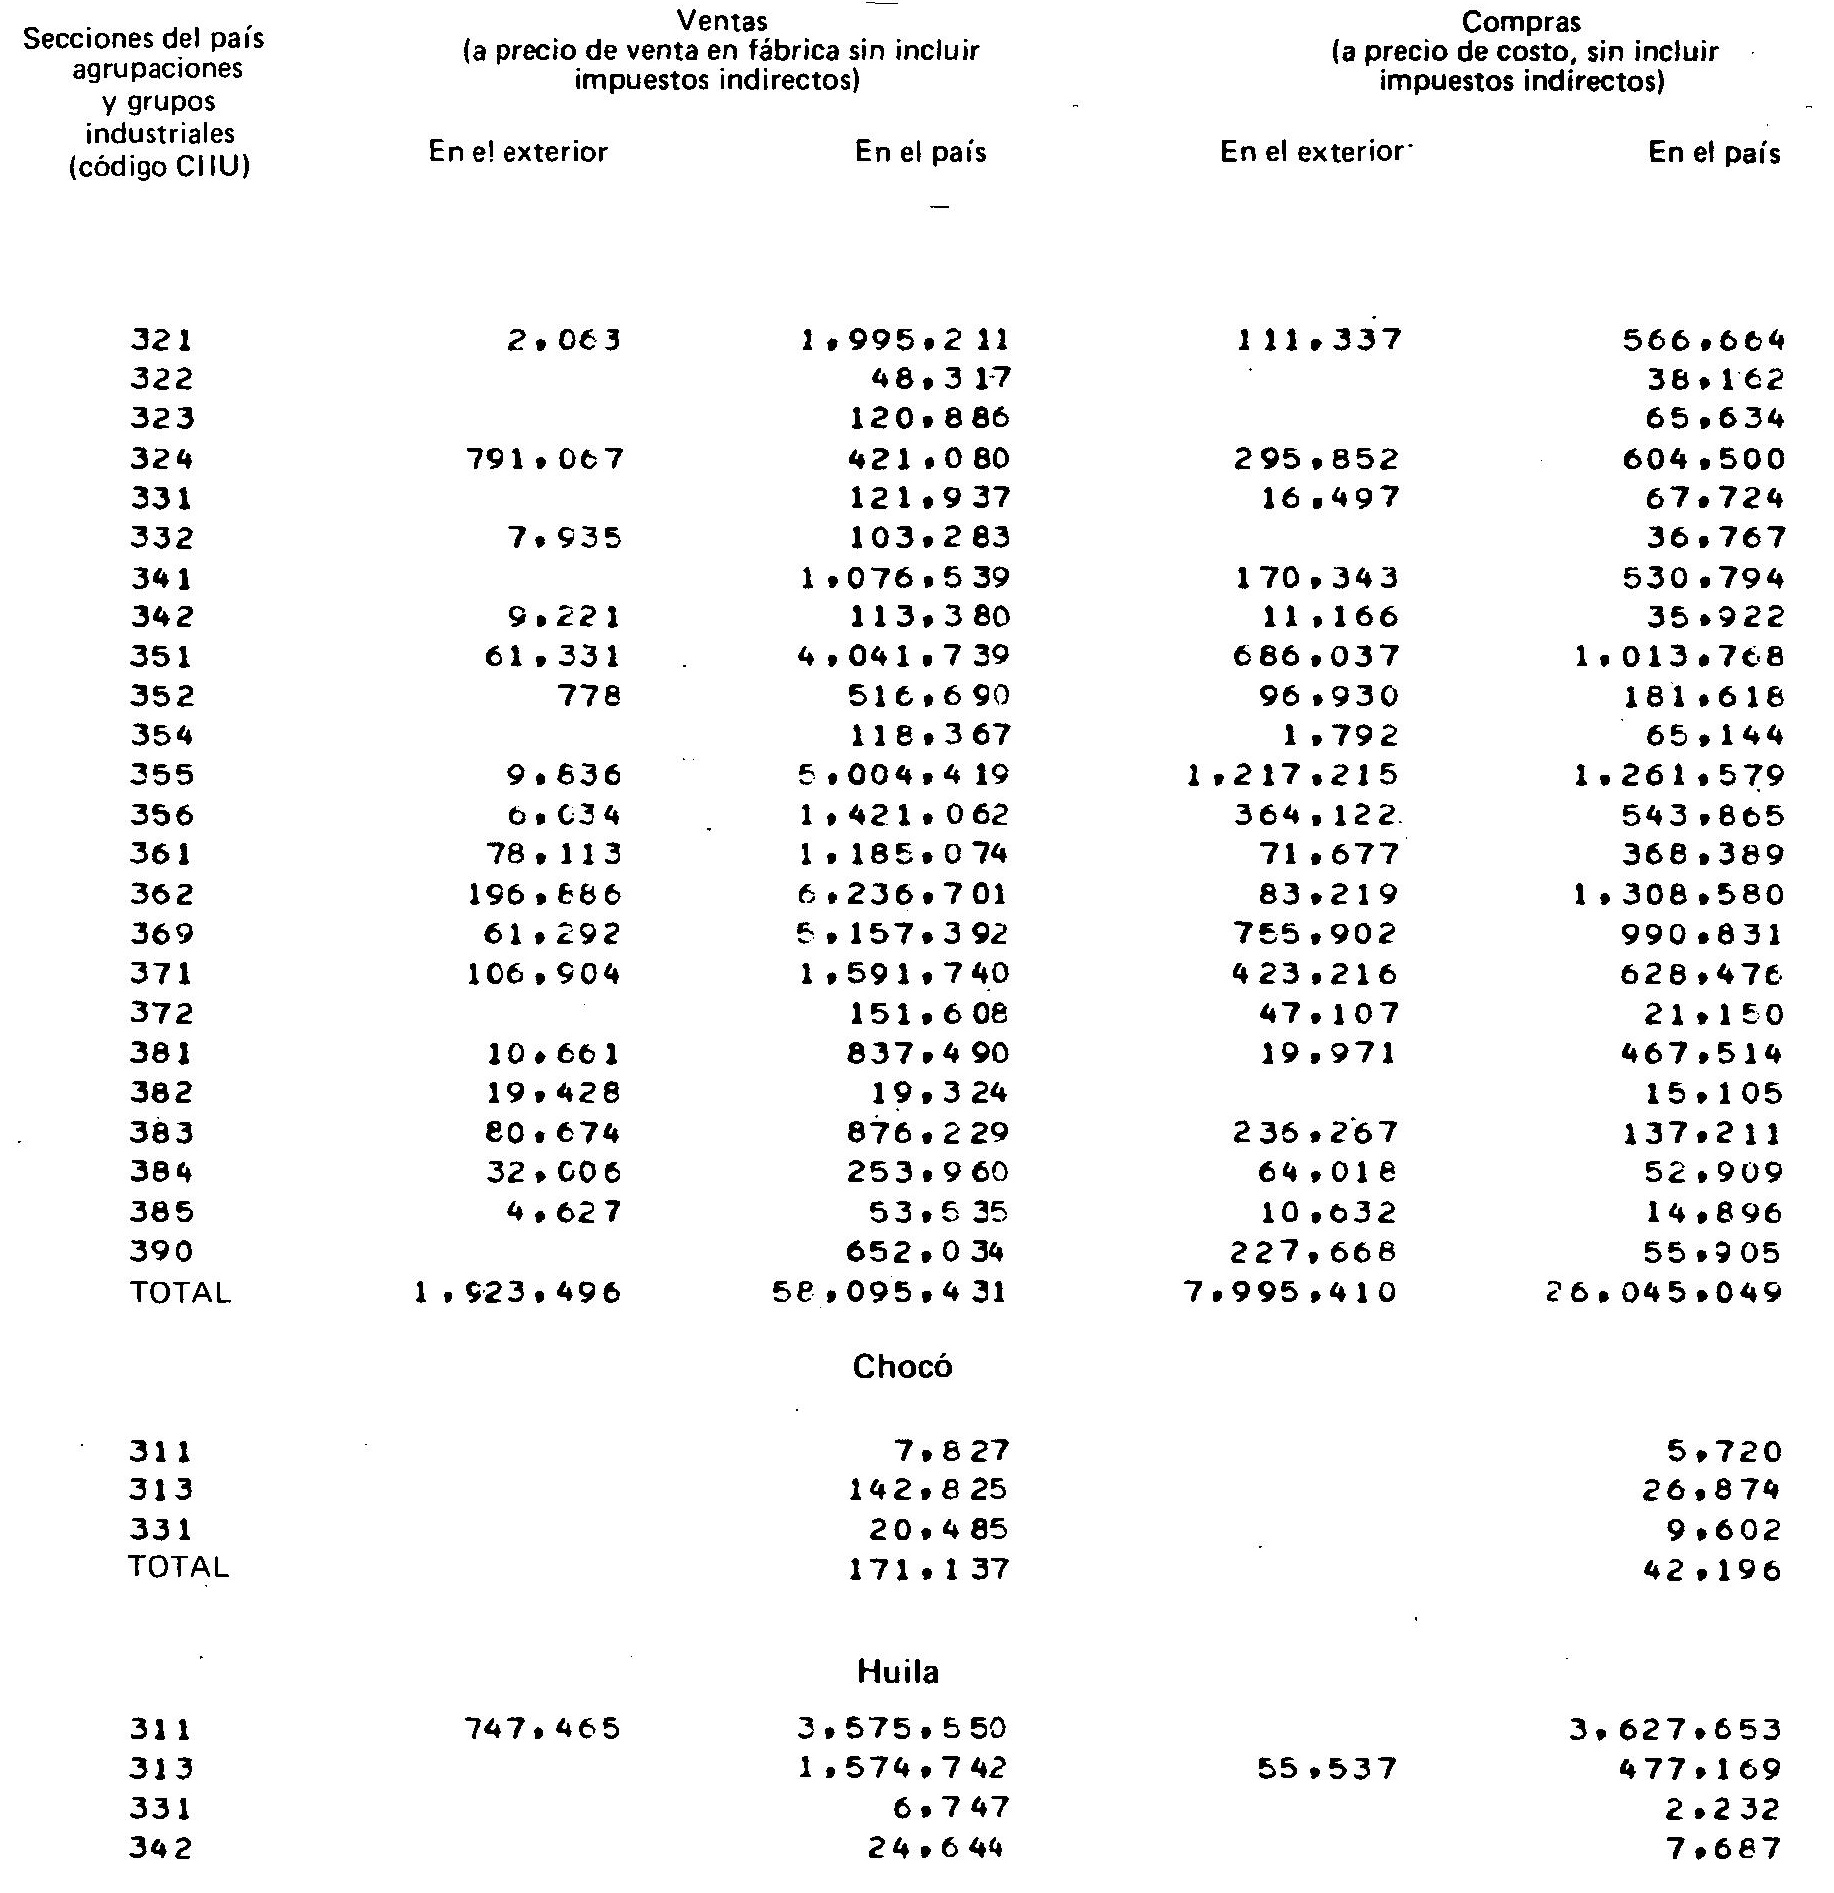 Secciones del país
agrupaciones
y grupos
industriales
(código CIIU)
Ventas
(a precio de venta en fábrica sin incluir
impuestos indirectos)
Compras
(a precio de costo, sin incluir
impuestos indirectos)
En el exterior En el país En el exterior En el país
321 2,063 1,995,211 111,337 566,664
322 48,317 38,162
323 120,886 65,634
324 791,067 421,080 295,852 604,500
331 121,937 16,497 67,724
332 7,935 103,283 36,767
341 1,076,539 170,343 530,794
342 9,221 113,380 11,166 35,922
351 61,331 4,041,739 686,037 1,013,768
352 778 516,690 96,930 181,618
354 118,367 1,792 65,144
355 9,836 5,004,419 1,217,215 1,261,579
356 6,034 1,421,062 364,122 543,865
361 78,113 1,185,074 71,677 368,389
362 196,886 6,236,701 83,219 1,308,580
369 61,292 5,157,392 755,902 990,831
371 106,904 1,591,740 423,216 628,476
372 151,608 47,107 21,150
381 10,661 837,490 19,971 467,514
382 19,428 19,324 15,105
383 80,674 876,229 236,267 137,211
384 32,006 253,960 64,018 52,909
385 4,627 53,535 10,632 14,896
390 652,034 227,668 55,905
TOTAL 1,923,496 58,095,431 7,995,410 26,045,049
Chocó
311 7,827 5,720
313 142,825 26,874
331 20,485 9,602
TOTAL 171,137 42,196
Huila
311 747,465 3,575,550 3,627,653
313 1,574,742 55,537 477,169
331 6,747 2,232
342 24,644 7,687